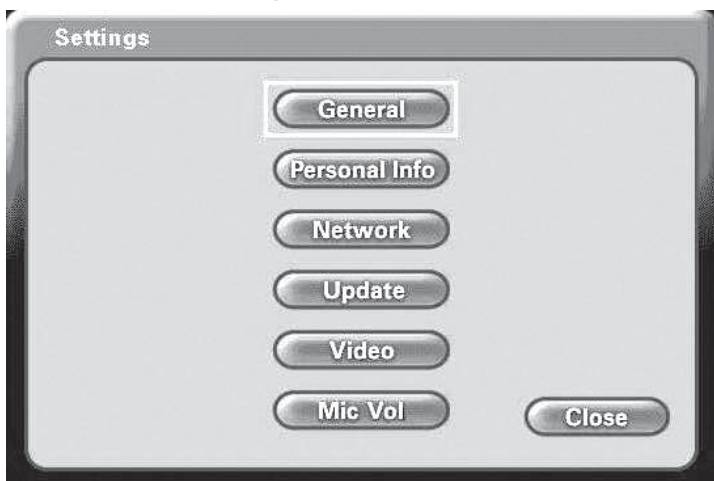 Settings
General
Personal Info
Network
Update
Video
Mic Vol
Close